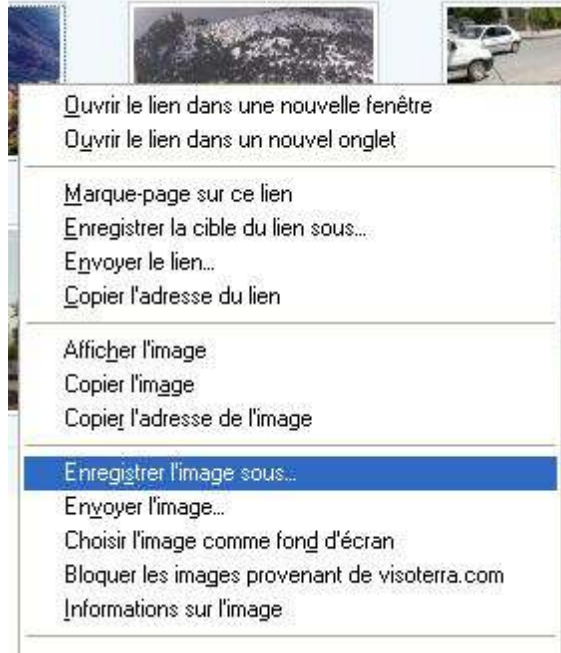 Ouvrir le lien dans une nouvelle fenêtre
Ouvrir le lien dans un nouvel onglet
Marque-page sur ce lien
Enregistrer la cible du lien sous...
Envoyer le lien...
Copier l'adresse du lien
Afficher l'image
Copier l'image
Copier l'adresse de l'image
Enregistrer l'image sous...
Envoyer l'image...
Choisir l'image comme fond d'écran
Bloquer les images provenant de visoterra.com
Informations sur l'image